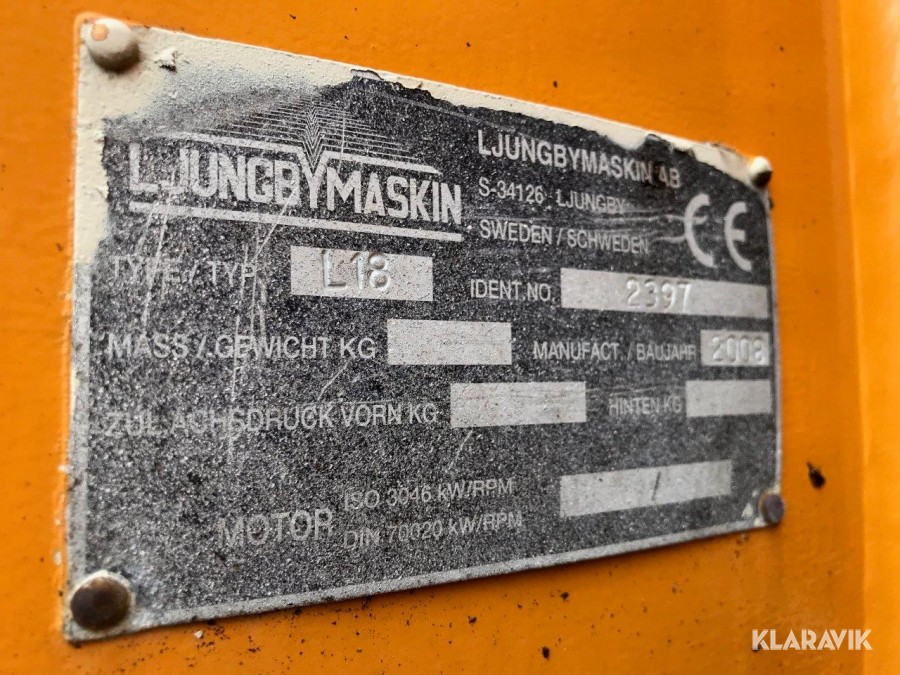 LJUNGBYMASKIN
LJUNGBYMASKIN AB
S-34126 LJUNGBY
SWEDEN / SCHWEDEN
CE
TYPE / TYP L18
IDENT.NO. 2397
MASS / GEWICHT KG
MANUFACT. / BAUJAHR 2008
ZUL ACHSDRUCK VORN KG
HINTEN KG
MOTOR
ISO 3046 kW/RPM
DIN 70020 kW/RPM
/
KLARAVIK